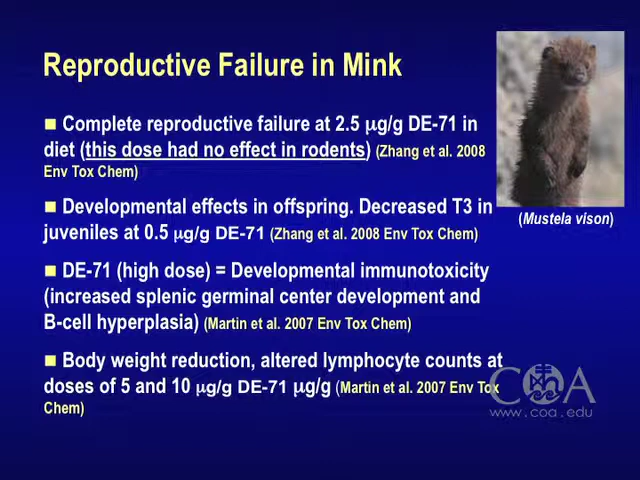 Reproductive Failure in Mink
■ Complete reproductive failure at 2.5 µg/g DE-71 in
diet (this dose had no effect in rodents) (Zhang et al. 2008
Env Tox Chem)
■ Developmental effects in offspring. Decreased T3 in
juveniles at 0.5 µg/g DE-71 (Zhang et al. 2008 Env Tox Chem)
(Mustela vison)
■ DE-71 (high dose) = Developmental immunotoxicity
(increased splenic germinal center development and
B-cell hyperplasia) (Martin et al. 2007 Env Tox Chem)
■ Body weight reduction, altered lymphocyte counts at
doses of 5 and 10 µg/g DE-71 µg/g (Martin et al. 2007 Env Tox
Chem)
COA
www.coa.edu